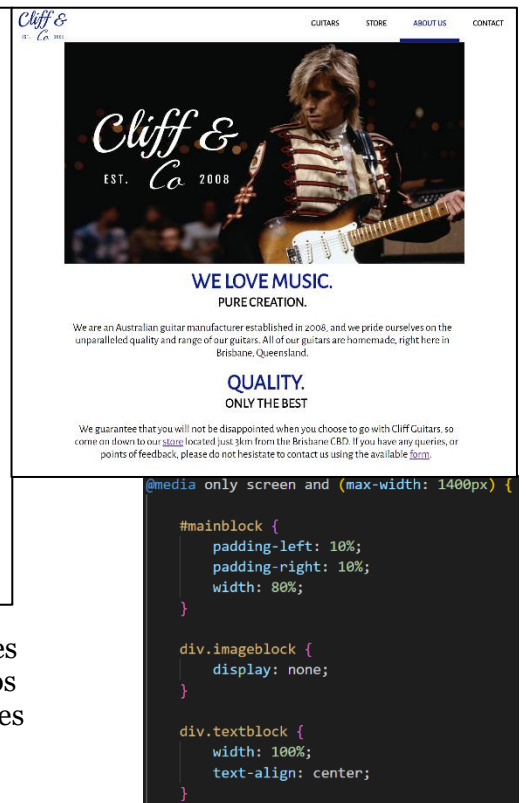 Cliff &
EST. Co 2008
GUITARS STORE ABOUT US CONTACT
Cliff &
EST. Co 2008
WE LOVE MUSIC.
PURE CREATION.
We are an Australian guitar manufacturer established in 2008, and we pride ourselves on the
unparalleled quality and range of our guitars. All of our guitars are homemade, right here in
Brisbane, Queensland.
QUALITY.
ONLY THE BEST
We guarantee that you will not be disappointed when you choose to go with Cliff Guitars, so
come on down to our store located just 3km from the Brisbane CBD. If you have any queries, or
points of feedback, please do not hesistate to contact us using the available form.
@media only screen and (max-width: 1400px) {
#mainblock {
padding-left: 10%;
padding-right: 10%;
width: 80%;
}
div.imageblock {
display: none;
}
div.textblock {
width: 100%;
text-align: center;
}